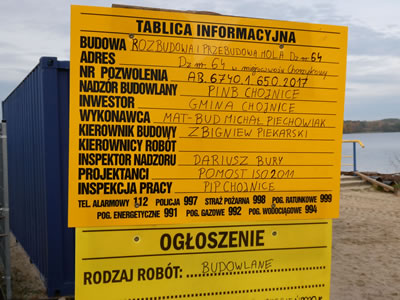 TABLICA INFORMACYJNA
BUDOWA ROZBUDOWA I PRZEBUDOWA MOLA Dz nr 64
ADRES Dz nr 64 w miejscowości Charzykowy
NR POZWOLENIA AB.6740.1.650.2017
NADZÓR BUDOWLANY PINB CHOJNICE
INWESTOR GMINA CHOJNICE
WYKONAWCA MAT-BUD MICHAŁ PIECHOWIAK
KIEROWNIK BUDOWY ZBIGNIEW PIEKARSKI
KIEROWNICY ROBÓT
INSPEKTOR NADZORU DARIUSZ BURY
PROJEKTANCI POMOST ISO 2011
INSPEKCJA PRACY PIP CHOJNICE
TEL. ALARMOWY 112 POLICJA 997 STRAŻ POŻARNA 998 POG. RATUNKOWE 999
POG. ENERGETYCZNE 991 POG. GAZOWE 992 POG. WODOCIĄGOWE 994
OGŁOSZENIE
RODZAJ ROBÓT: BUDOWLANE